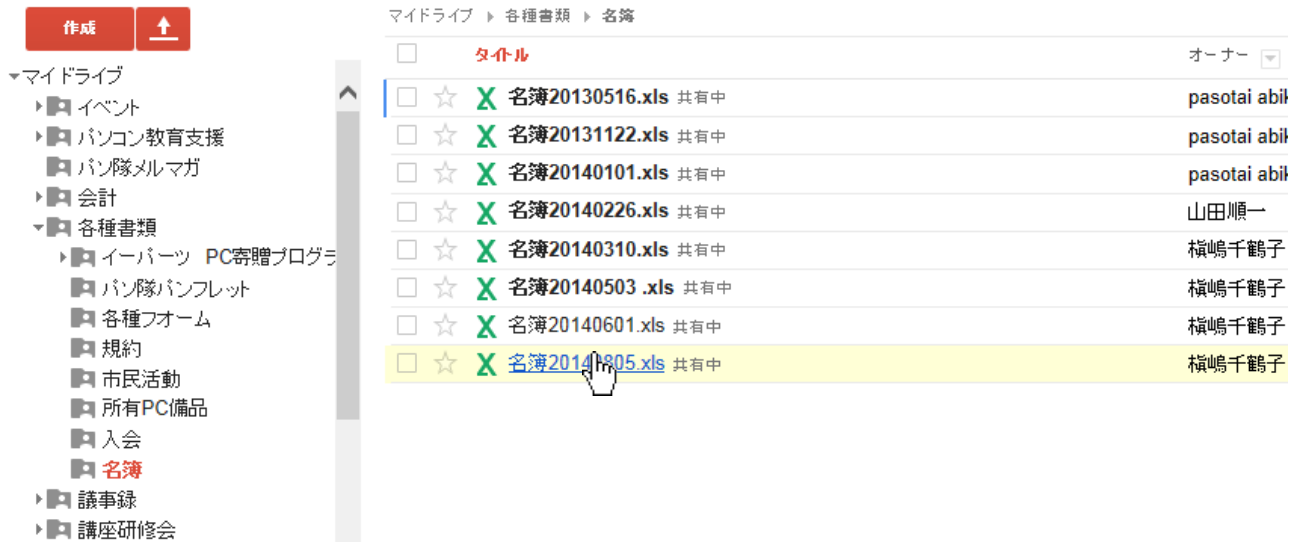 作成
マイドライブ
イベント
パソコン教育支援
パソ隊メルマガ
会計
各種書類
イーパーツ PC寄贈プログラ
パソ隊パンフレット
各種フオーム
規約
市民活動
所有PC備品
入会
名簿
議事録
講座研修会
マイドライブ 各種書類 名簿
タイトル オーナー
名簿20130516.xls 共有中 pasotai abik
名簿20131122.xls 共有中 pasotai abik
名簿20140101.xls 共有中 pasotai abik
名簿20140226.xls 共有中 山田順一
名簿20140310.xls 共有中 槇嶋千鶴子
名簿20140503 .xls 共有中 槇嶋千鶴子
名簿20140601.xls 共有中 槇嶋千鶴子
名簿20140805.xls 共有中 槇嶋千鶴子